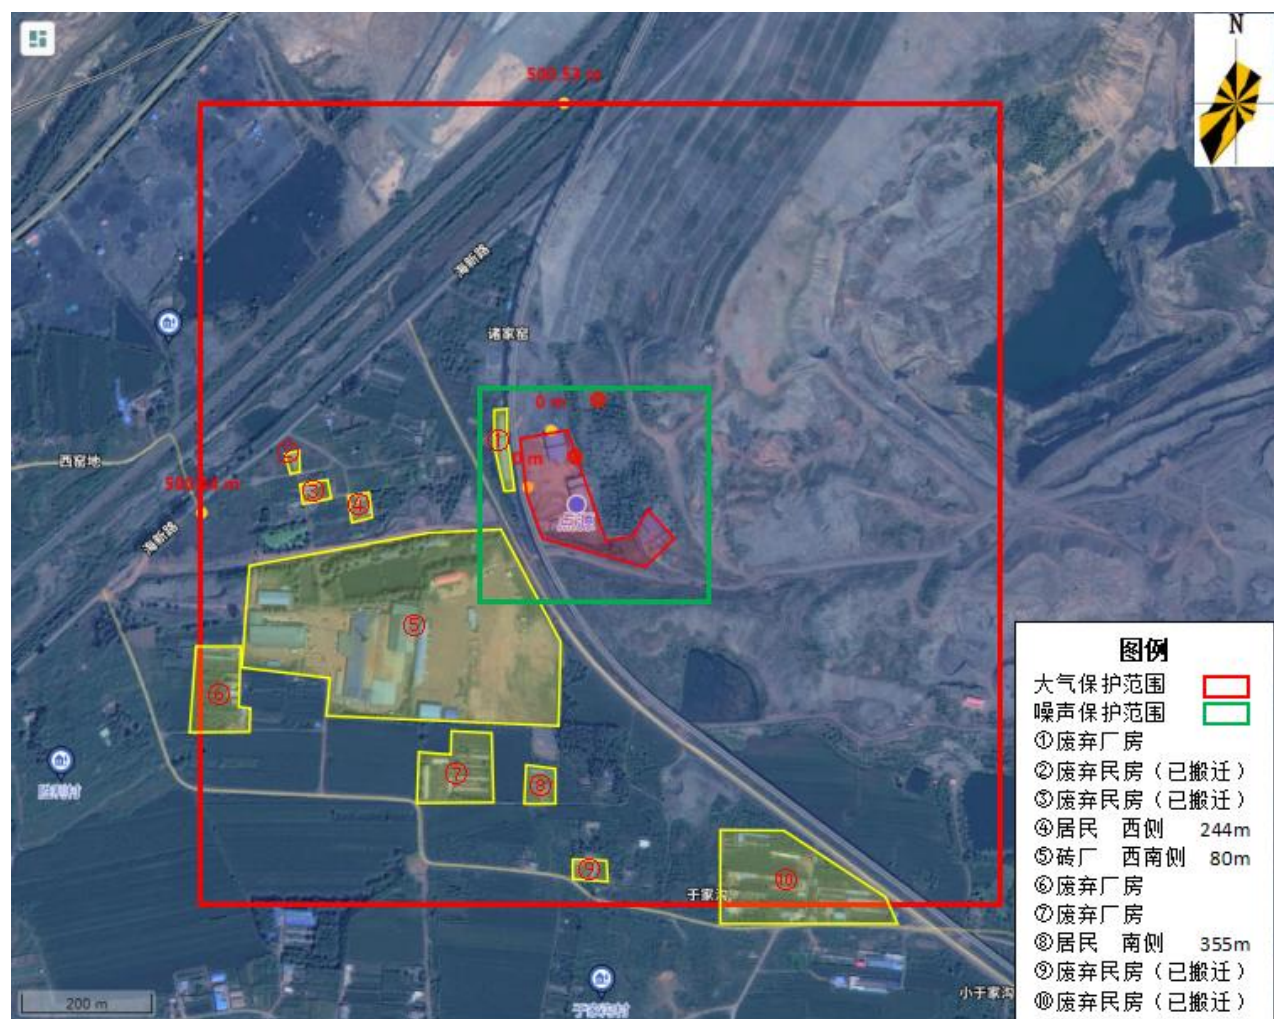 N
海新路
诸家窑
0 m
①
西窑地
0 m
③
④
点源
海新路
⑤
⑥
⑦
⑧
⑨
⑩
于家沟
小于家沟
200 m
图例
大气保护范围
噪声保护范围
①废弃厂房
②废弃民房（已搬迁）
③废弃民房（已搬迁）
④居民 西侧 244m
⑤砖厂 西南侧 80m
⑥废弃厂房
⑦废弃厂房
⑧居民 南侧 355m
⑨废弃民房（已搬迁）
⑩废弃民房（已搬迁）